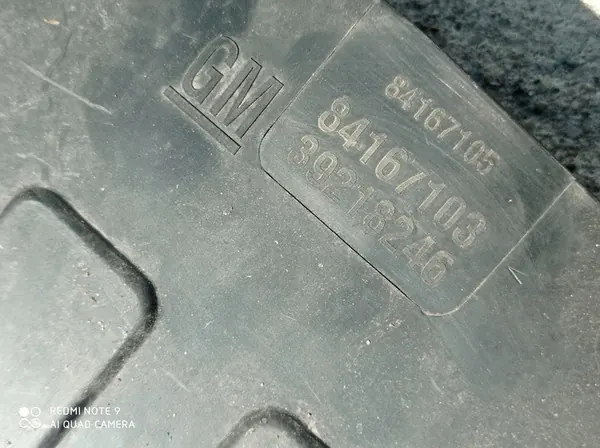 GM
84167105
84167103
39218246
REDMI NOTE 9
AI QUAD CAMERA